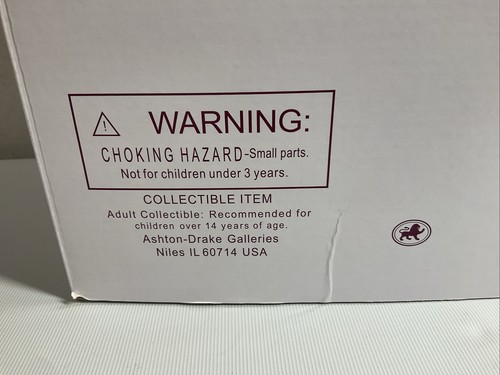 WARNING:
CHOKING HAZARD-Small parts.
Not for children under 3 years.
COLLECTIBLE ITEM
Adult Collectible: Recommended for
children over 14 years of age.
Ashton-Drake Galleries
Niles IL 60714 USA